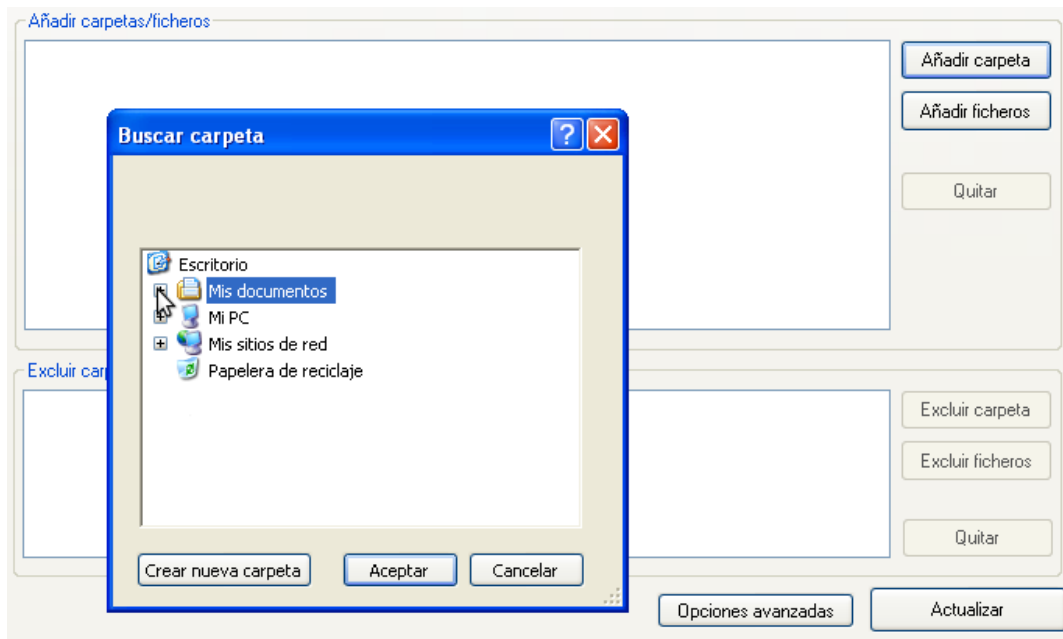 Añadir carpetas/ficheros
Añadir carpeta
Añadir ficheros
Quitar
Buscar carpeta
Escritorio
Mis documentos
Mi PC
Mis sitios de red
Papelera de reciclaje
Crear nueva carpeta
Aceptar
Cancelar
Excluir
Excluir carpeta
Excluir ficheros
Quitar
Opciones avanzadas
Actualizar